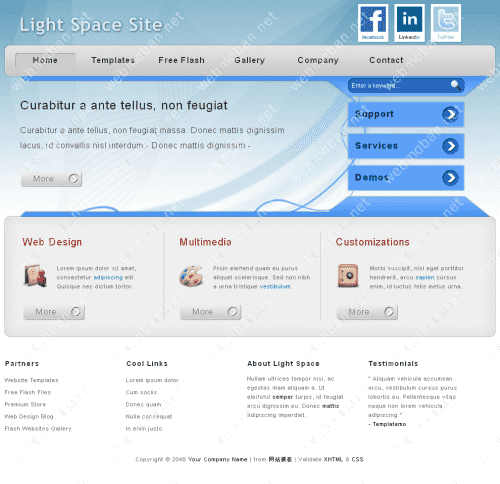 Light Space Site
facebook
LinkedIn
Twitter
Home
Templates
Free Flash
Gallery
Company
Contact
Enter a keyword...
Curabitur a ante tellus, non feugiat
Curabitur a ante tellus, non feugiat massa. Donec mattis dignissim
lacus, id convallis nisl interdum.- Donec mattis dignissim -
More
Support
Services
Demos
Web Design
Lorem ipsum dolor sit amet,
consectetur adipiscing elit.
Quisque nec dictum tortor.
More
Multimedia
Proin eleifend quam eu purus
aliquet scelerisque. Sed non nibh
a urna tristique vestibulum.
More
Customizations
Morbi suscipit, nisl eget porttitor
hendrerit, arcu sapien cursus
enim, id luctus felis metus urna.
More
Partners
Website Templates
Free Flash Files
Premium Store
Web Design Blog
Flash Websites Gallery
Cool Links
Lorem ipsum dolor
Cum sociis
Donec quam
Nulla consequat
In enim justo
About Light Space
Nullam ultrices tempor nisi, ac
egestas diam aliquam a. Ut
eleifend semper turpis, id feugiat
arcu dignissim eu. Donec mattis
adipiscing imperdiet.
Testimonials
" Aliquam vehicula accumsan
arcu, vestibulum cursus purus
lobortis eu. Pellentesque vitae
neque non lorem vehicula
adipiscing."
- Templatemo
Copyright © 2048 Your Company Name | from 网站模板 | Validate XHTML & CSS
webmoban.net